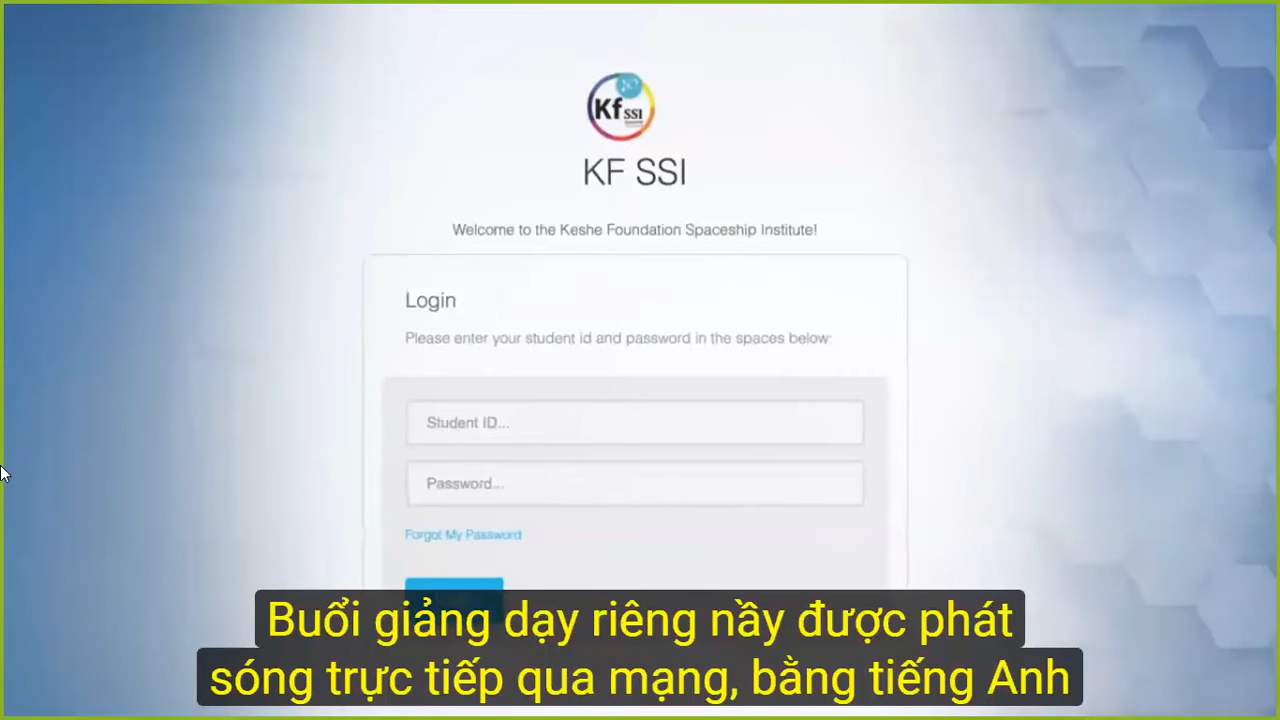 Kf SSI
KF SSI
Welcome to the Keshe Foundation Spaceship Institute!
Login
Please enter your student id and password in the spaces below:
Student ID...
Password...
Forgot My Password
Buổi giảng dạy riêng nầy được phát
sóng trực tiếp qua mạng, bằng tiếng Anh